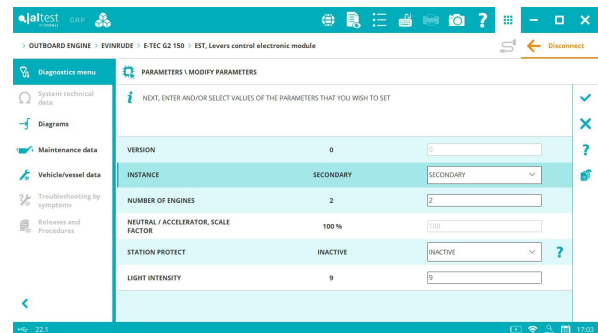 jaltest
GRP
> OUTBOARD ENGINE > EVINRUDE > E-TEC G2 150 > EST, Levers control electronic module
Disconnect
Diagnostics menu
PARAMETERS \ MODIFY PARAMETERS
System technical
data
Diagrams
Maintenance data
Vehicle/vessel data
Troubleshooting by
symptoms
Releases and
Procedures
NEXT, ENTER AND/OR SELECT VALUES OF THE PARAMETERS THAT YOU WISH TO SET
VERSION 0 0
INSTANCE SECONDARY SECONDARY
NUMBER OF ENGINES 2 2
NEUTRAL / ACCELERATOR, SCALE
FACTOR 100 % 100
STATION PROTECT INACTIVE INACTIVE ?
LIGHT INTENSITY 9 9
22.1
17:03